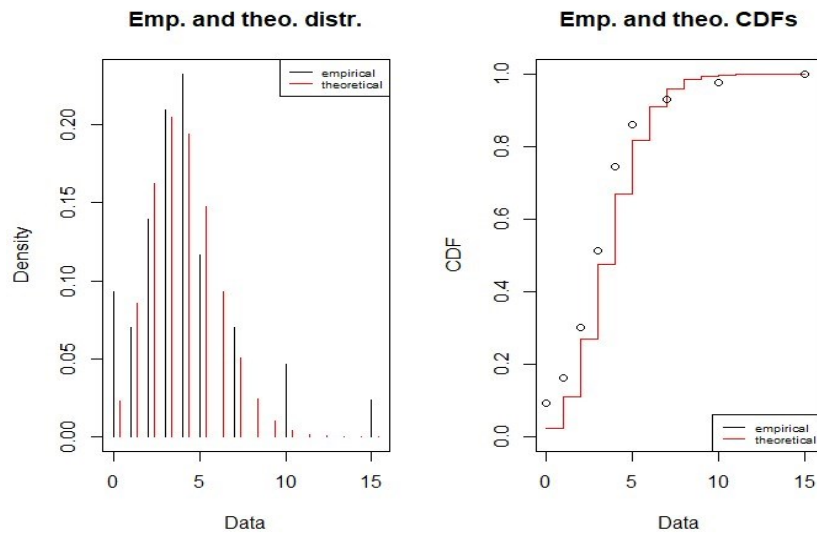 Emp. and theo. distr.
empirical
theoretical
0.20
0.15
0.10
0.05
0.00
Density
0 5 10 15
Data
Emp. and theo. CDFs
1.0
0.8
0.6
0.4
0.2
0.0
CDF
empirical
theoretical
0 5 10 15
Data